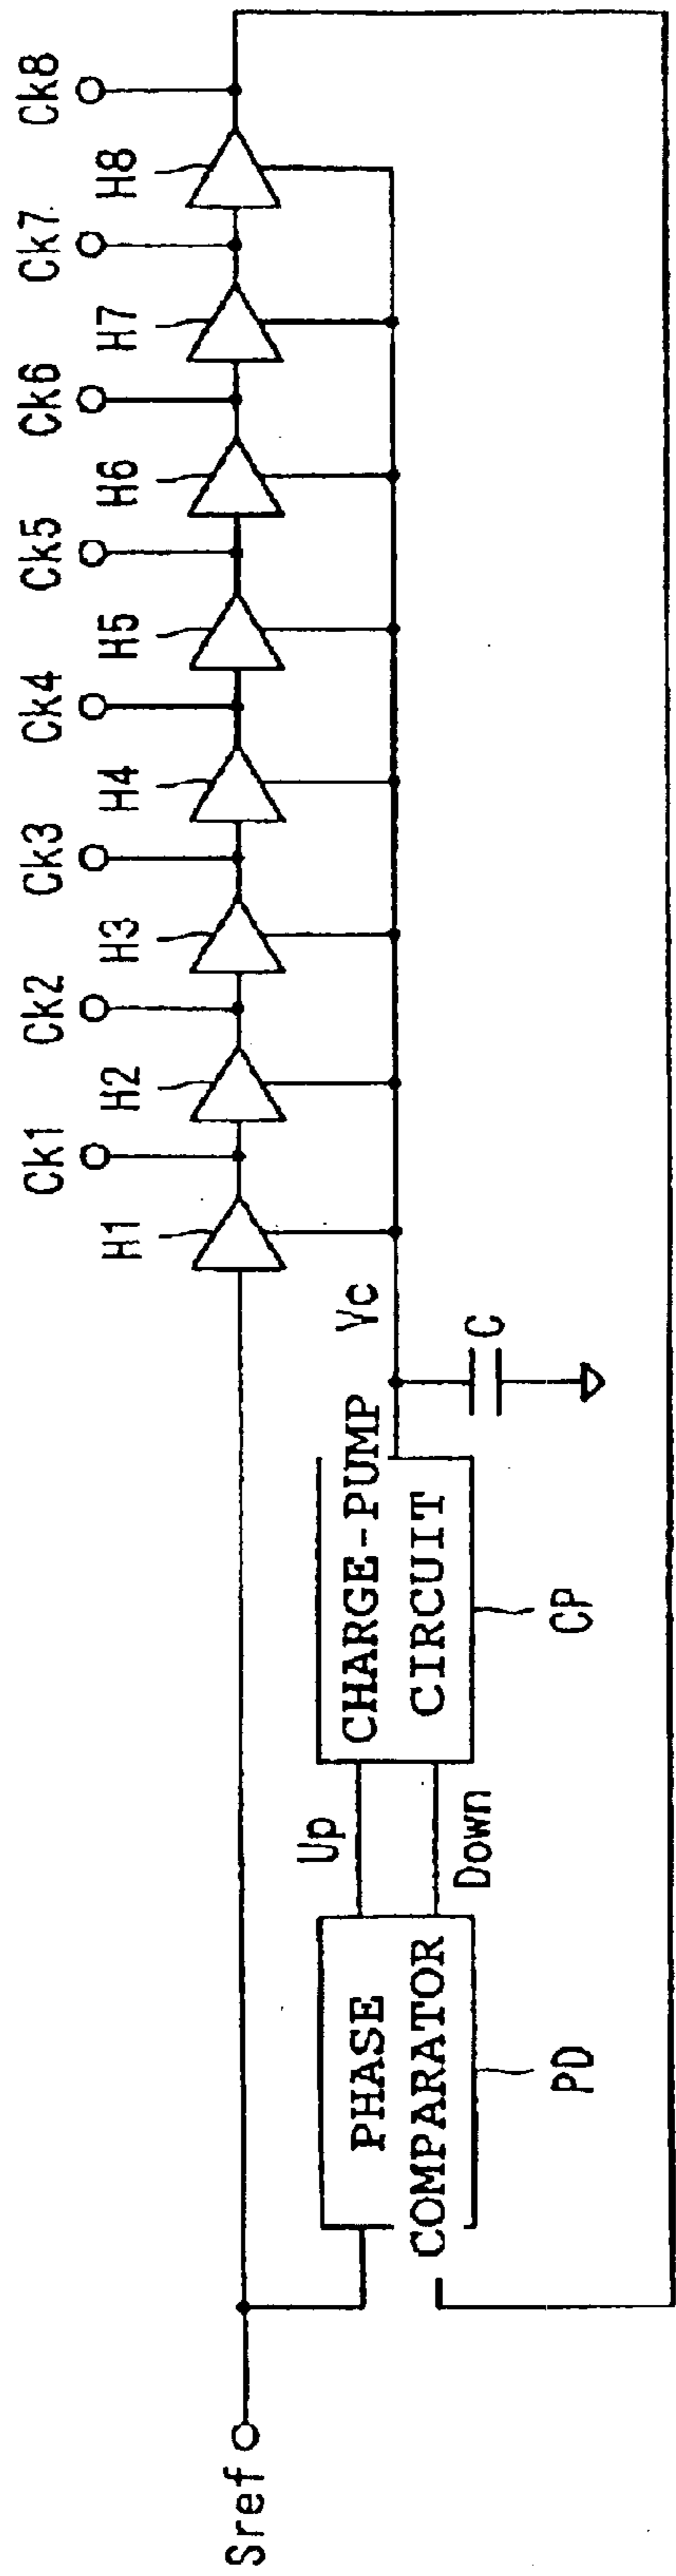 Ck1
Ck2
Ck3
Ck4
Ck5
Ck6
Ck7
Ck8
H1
H2
H3
H4
H5
H6
H7
H8
Sref
Up
Vc
PHASE
COMPARATOR
CHARGE-PUMP
CIRCUIT
C
Down
PD
CP